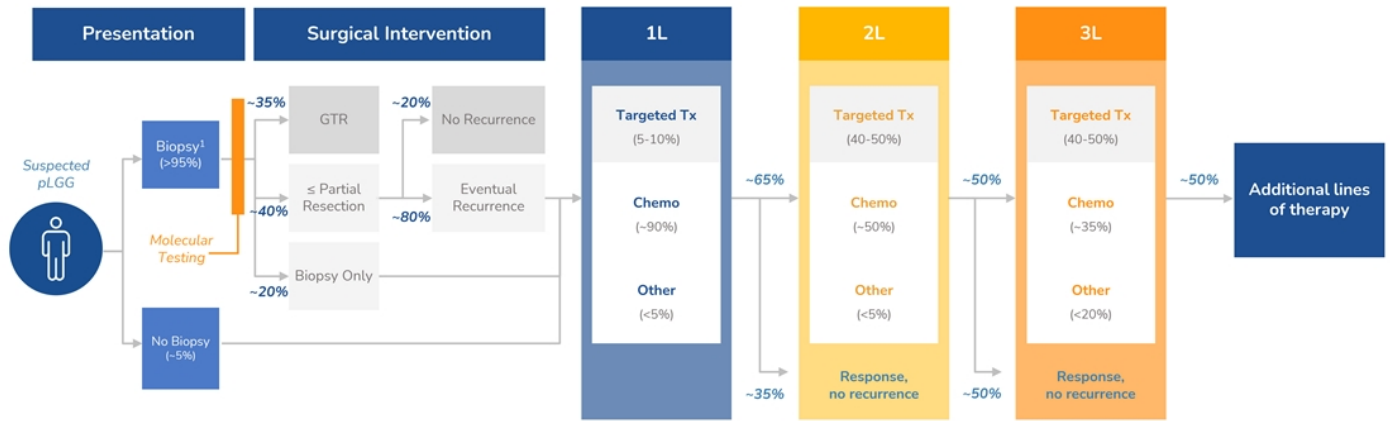 Presentation
Surgical Intervention
1L
2L
3L
Suspected
pLGG
Biopsy¹
(>95%)
Molecular
Testing
No Biopsy
(~5%)
~35%
GTR
~40%
≤ Partial
Resection
~20%
Biopsy Only
~20%
No Recurrence
~80%
Eventual
Recurrence
Targeted Tx
(5-10%)
Chemo
(~90%)
Other
(<5%)
~65%
~35%
Targeted Tx
(40-50%)
Chemo
(~50%)
Other
(<5%)
Response,
no recurrence
~50%
~50%
Targeted Tx
(40-50%)
Chemo
(~35%)
Other
(<20%)
Response,
no recurrence
~50%
Additional lines
of therapy